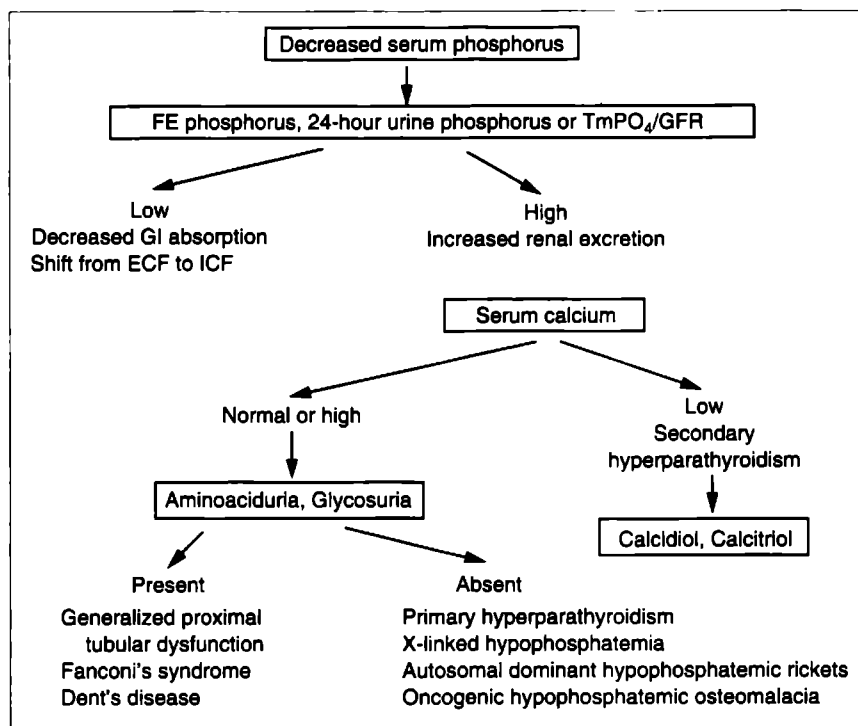 Decreased serum phosphorus
FE phosphorus, 24-hour urine phosphorus or TmPO₄/GFR
Low
Decreased GI absorption
Shift from ECF to ICF
High
Increased renal excretion
Serum calcium
Normal or high
Low
Secondary
hyperparathyroidism
Aminoaciduria, Glycosuria
Calcidiol, Calcitriol
Present
Generalized proximal
tubular dysfunction
Fanconi's syndrome
Dent's disease
Absent
Primary hyperparathyroidism
X-linked hypophosphatemia
Autosomal dominant hypophosphatemic rickets
Oncogenic hypophosphatemic osteomalacia